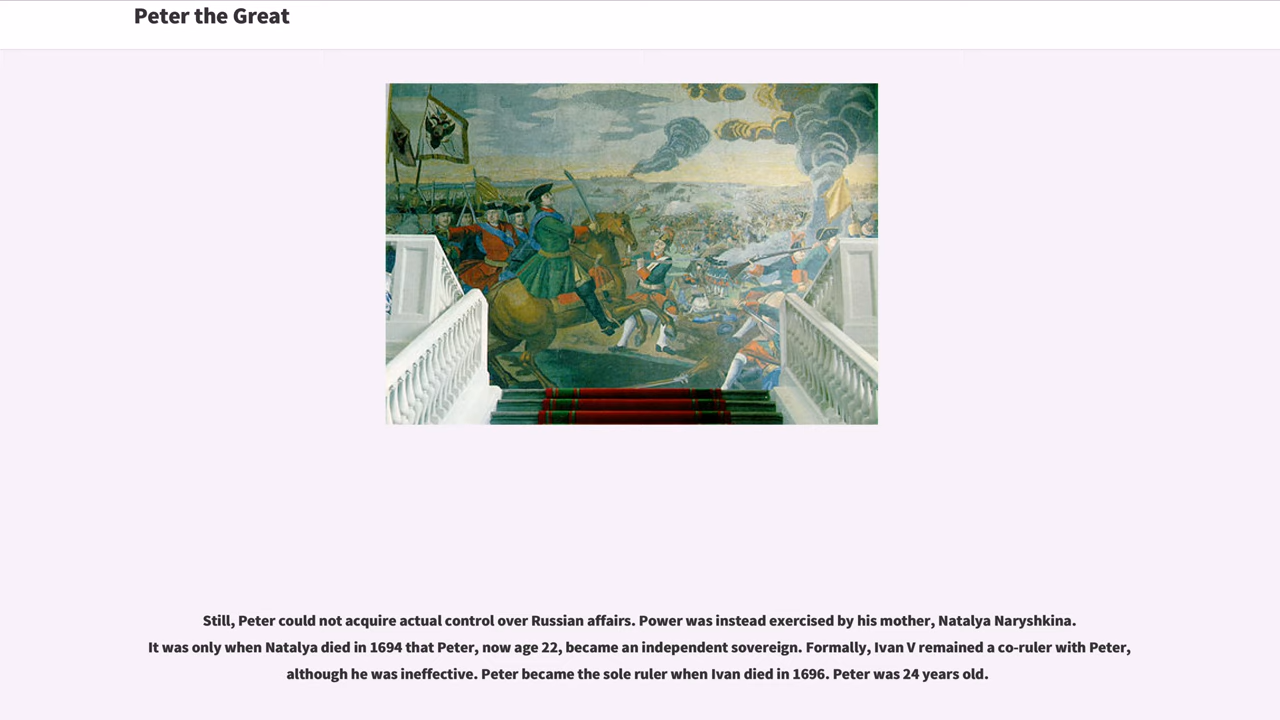 Peter the Great
Still, Peter could not acquire actual control over Russian affairs. Power was instead exercised by his mother, Natalya Naryshkina.
It was only when Natalya died in 1694 that Peter, now age 22, became an independent sovereign. Formally, Ivan V remained a co-ruler with Peter,
although he was ineffective. Peter became the sole ruler when Ivan died in 1696. Peter was 24 years old.